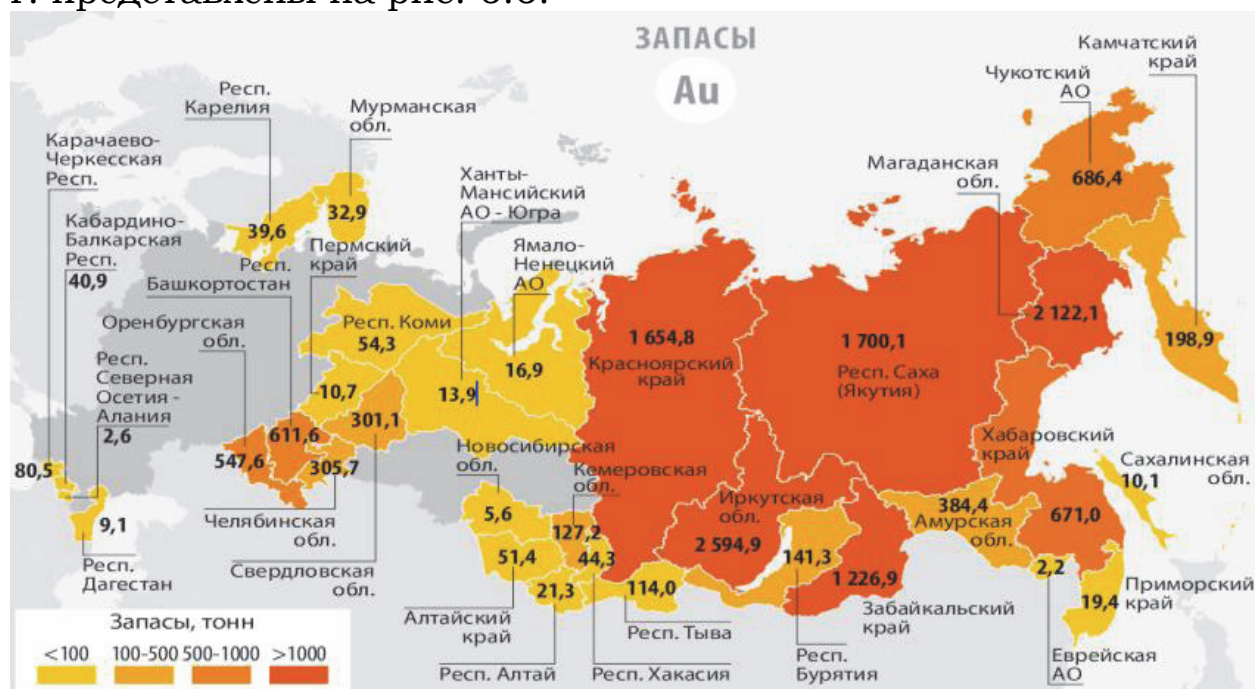 г. представлены на рис. 6.6.
ЗАПАСЫ
Au
Камчатский
край
Чукотский
АО
Респ.
Карелия
Мурманская
обл.
Карачаево-
Черкесская
Респ.
Ханты-
Мансийский
АО - Югра
Магаданская
обл.
686,4
Кабардино-
Балкарская
Респ.
40,9
39,6
32,9
Пермский
край
Ямало-
Ненецкий
АО
Респ.
Башкортостан
Оренбургская
обл.
Респ. Коми
54,3
1 654,8
Красноярский
край
1 700,1
Респ. Саха
(Якутия)
2 122,1
198,9
Респ.
Северная
Осетия -
Алания
2,6
10,7
13,9
16,9
301,1
611,6
547,6
305,7
80,5
9,1
Новосибирская
обл.
Кемеровская
обл.
Хабаровский
край
Сахалинская
обл.
10,1
Челябинская
обл.
5,6
127,2
Иркутская
обл.
2 594,9
384,4
Амурская
обл.
671,0
Респ.
Дагестан
Свердловская
обл.
51,4
44,3
141,3
2,2
21,3
114,0
1 226,9
19,4
Приморский
край
Запасы, тонн
<100 100-500 500-1000 >1000
Алтайский
край
Респ. Тыва
Забайкальский
край
Респ. Алтай
Респ. Хакасия
Респ.
Бурятия
Еврейская
АО